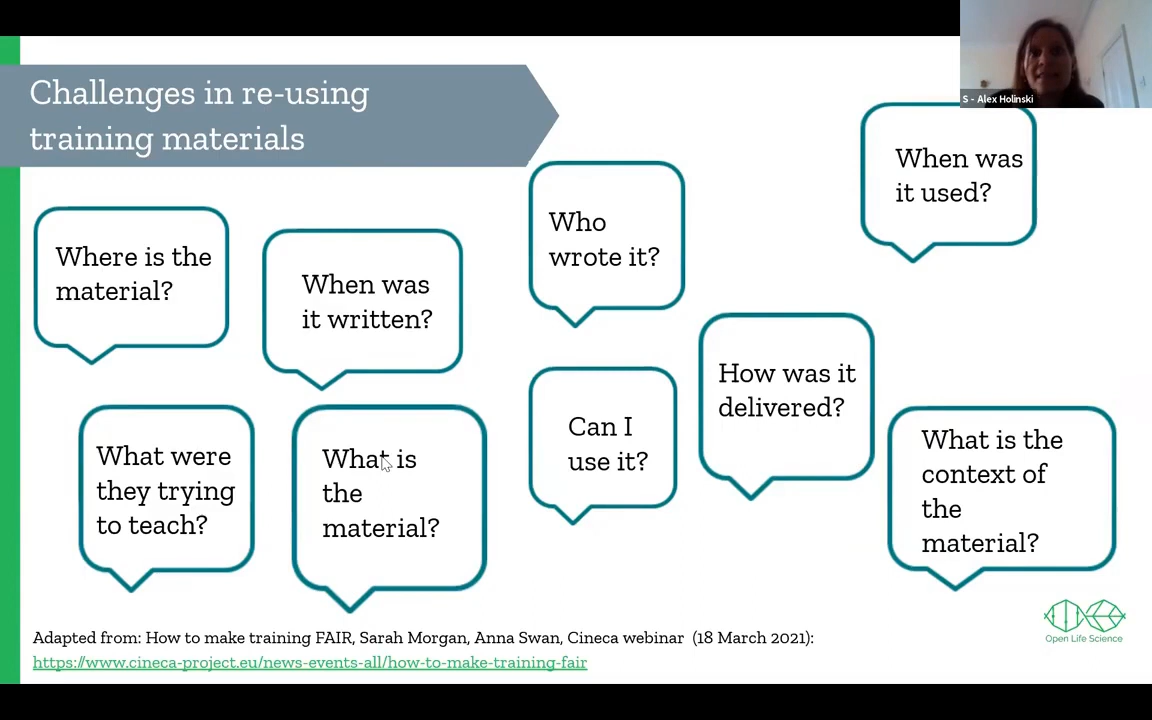 Challenges in re-using
training materials
S - Alex Holinski
When was
it used?
Who
wrote it?
Where is the
material?
When was
it written?
How was it
delivered?
Can I
use it?
What is the
context of
the
material?
What were
they trying
to teach?
What is
the
material?
Open Life Science
Adapted from: How to make training FAIR, Sarah Morgan, Anna Swan, Cineca webinar (18 March 2021):
https://www.cineca-project.eu/news-events-all/how-to-make-training-fair